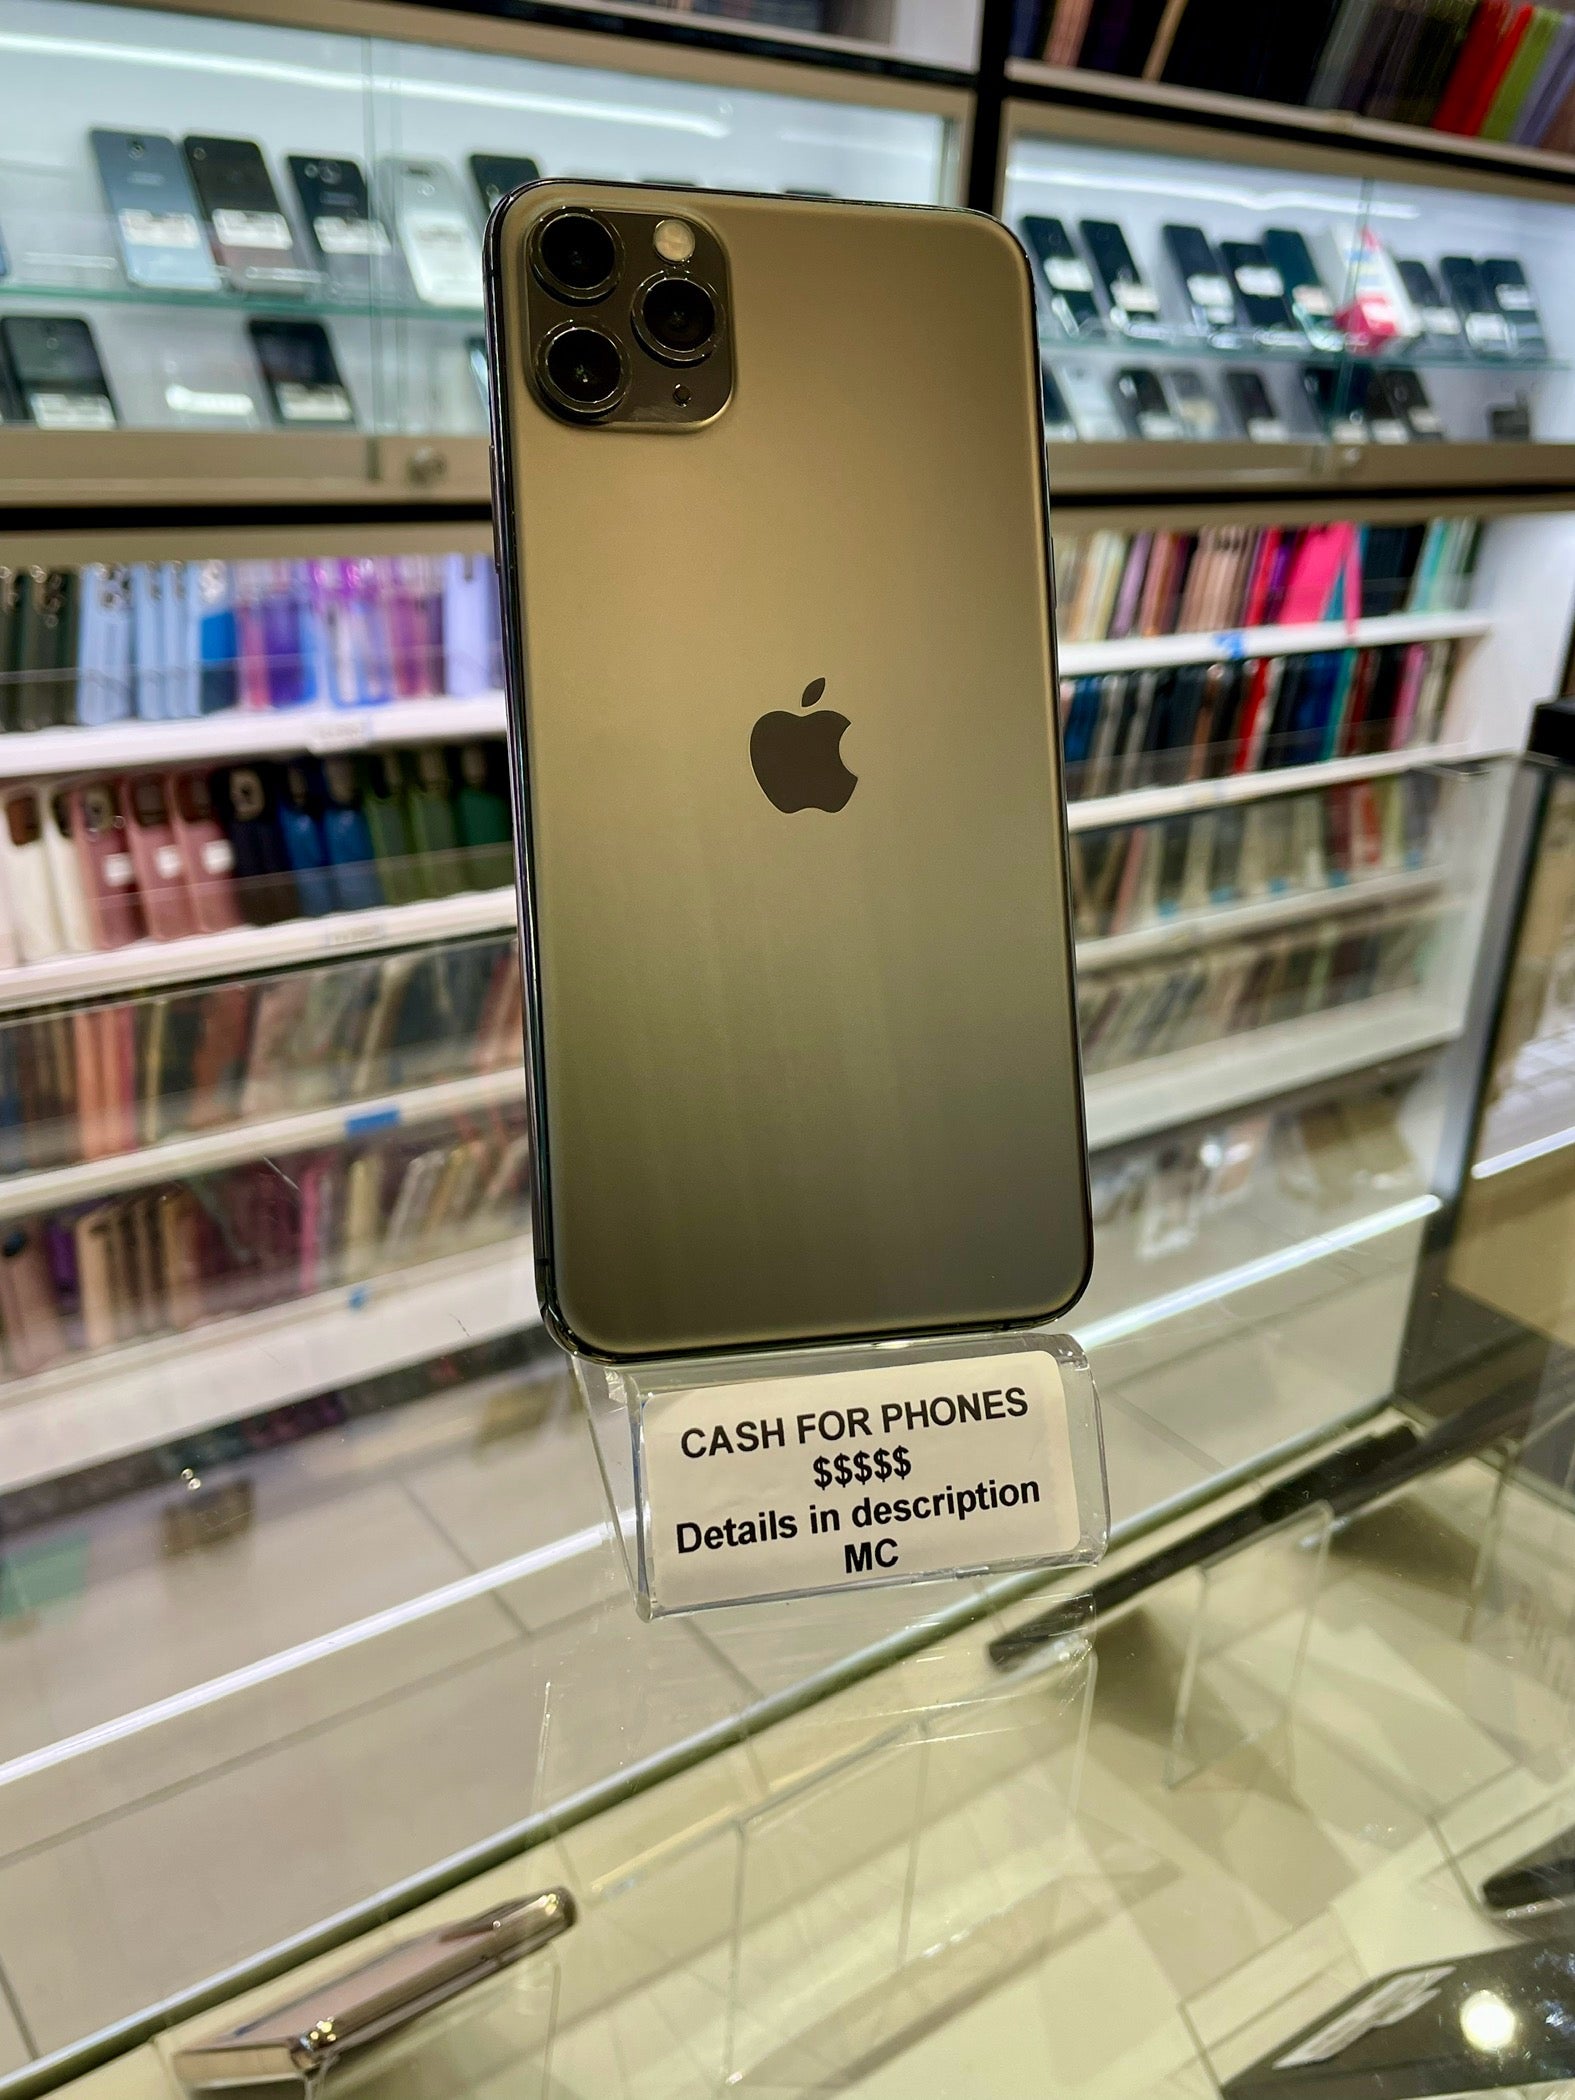 CASH FOR PHONES
$$$$$
Details in description
MC